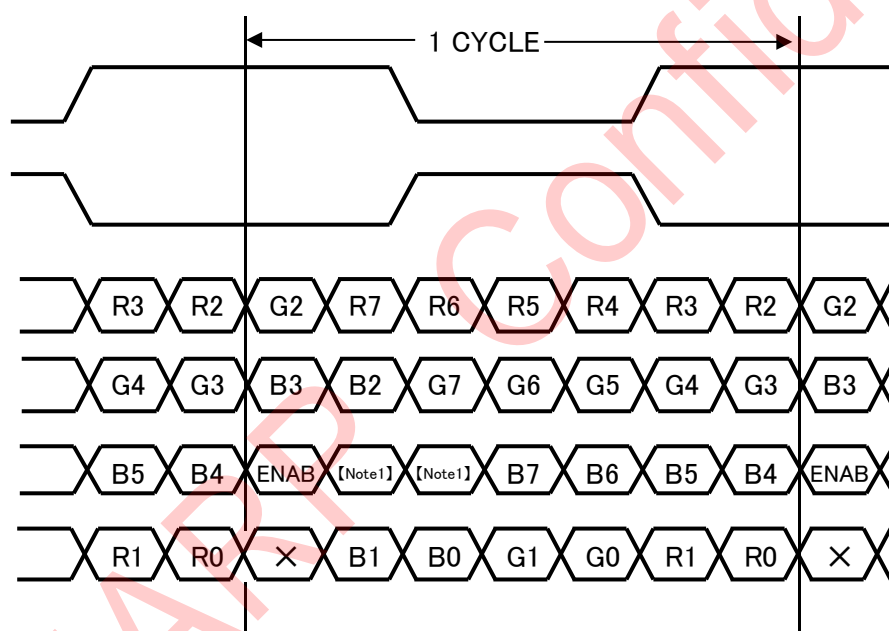 1 CYCLE
R3 R2 G2 R7 R6 R5 R4 R3 R2 G2
G4 G3 B3 B2 G7 G6 G5 G4 G3 B3
B5 B4 ENAB 【Note1】 【Note1】 B7 B6 B5 B4 ENAB
R1 R0 × B1 B0 G1 G0 R1 R0 ×
ARP Confid